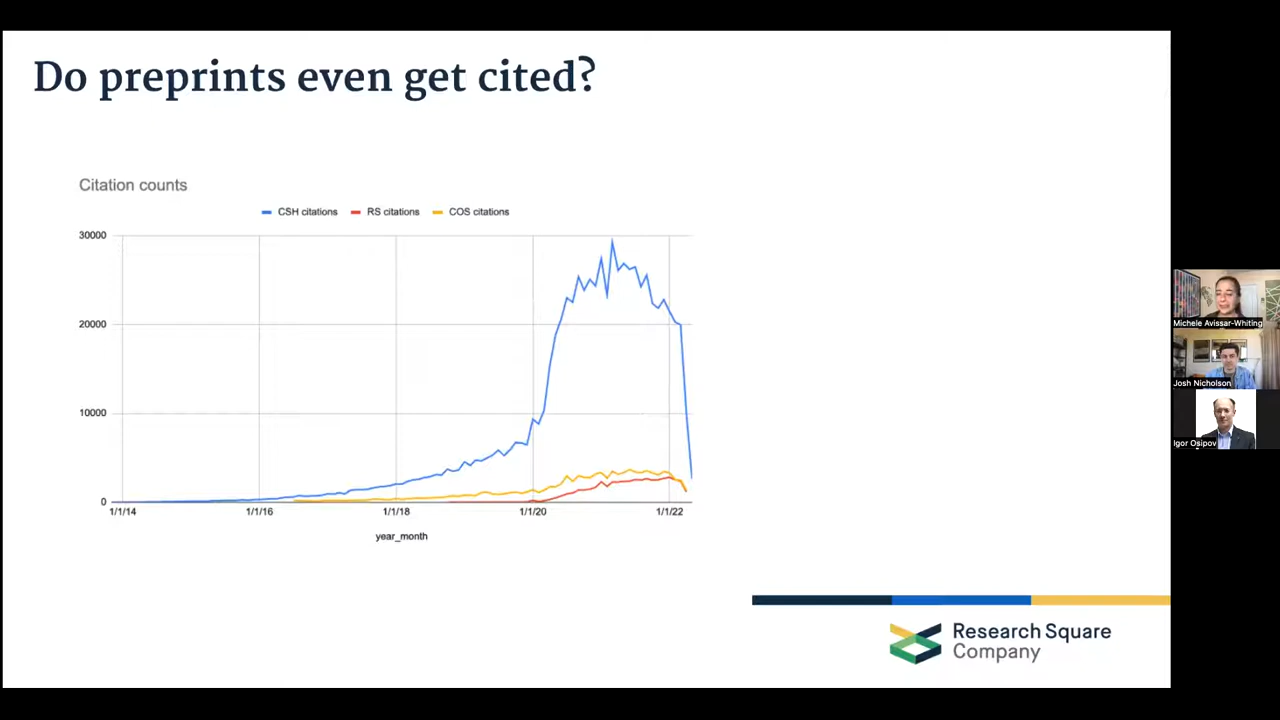 Do preprints even get cited?
Citation counts
CSH citations RS citations COS citations
30000
20000
10000
0
1/1/14 1/1/16 1/1/18 1/1/20 1/1/22
year_month
Research Square
Company
Michele Avissar-Whiting
Josh Nicholson
Igor Osipov